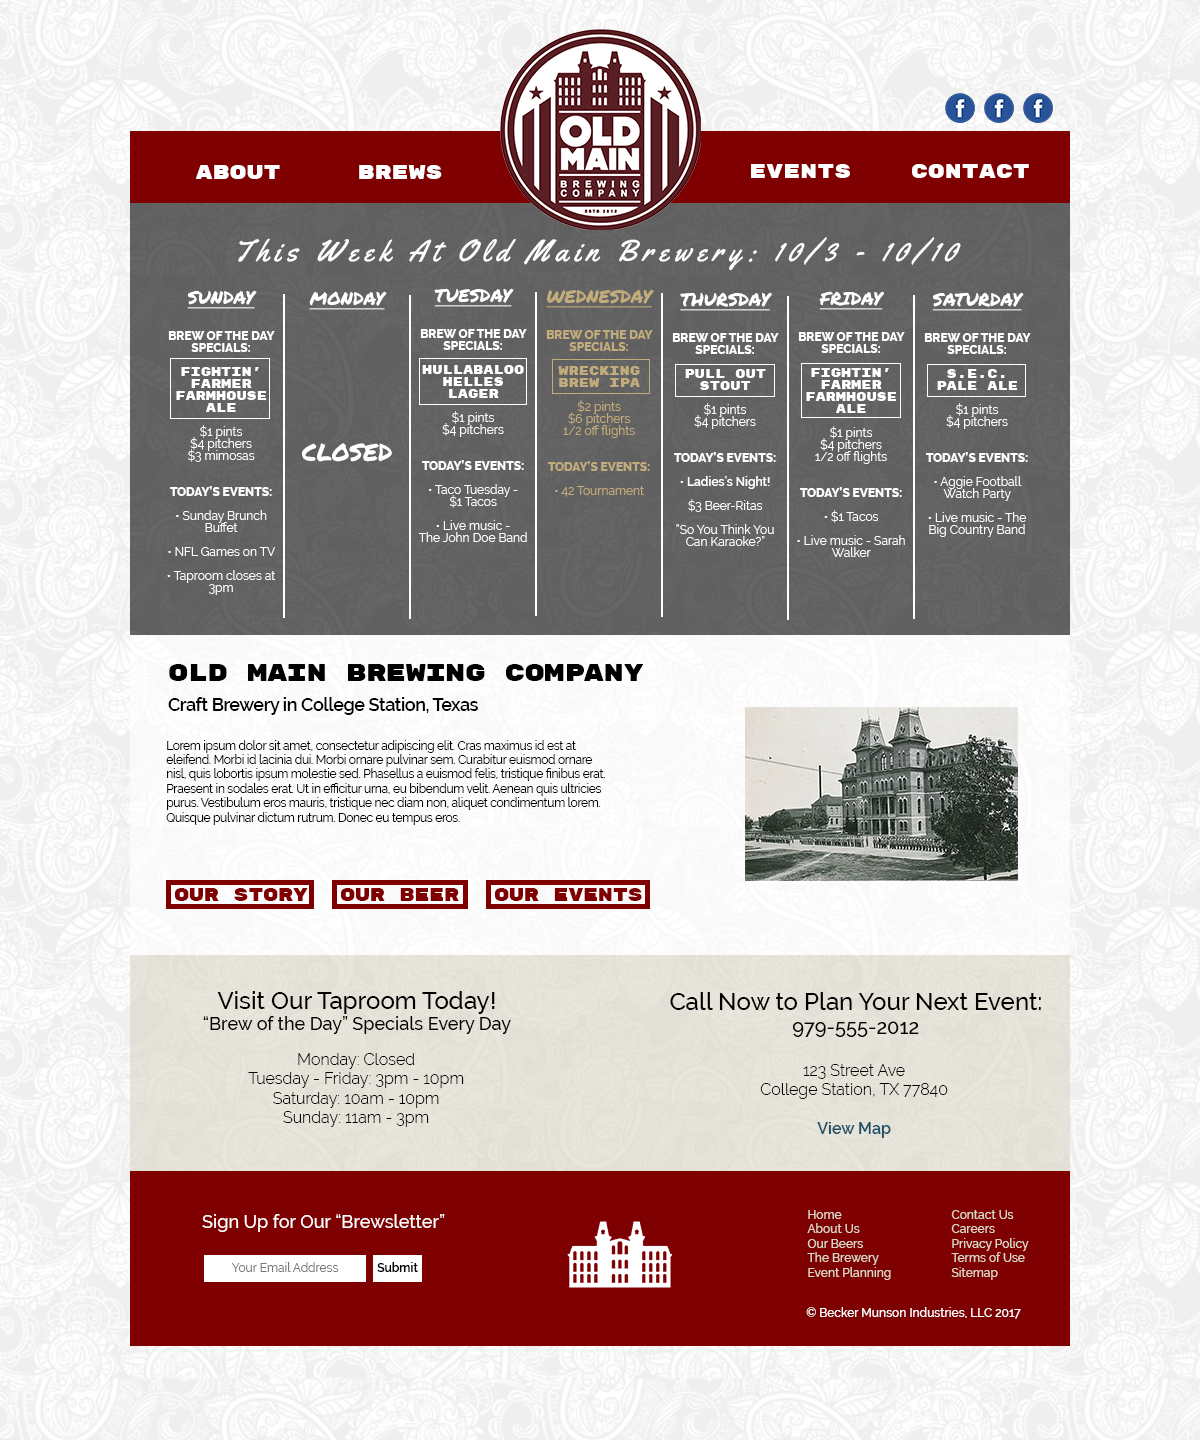 OLD
MAIN
BREWING
COMPANY
ESTD 2012
ABOUT
BREWS
EVENTS
CONTACT
This Week At Old Main Brewery: 10/3 - 10/10
SUNDAY
BREW OF THE DAY
SPECIALS:
FIGHTIN'
FARMER
FARMHOUSE
ALE
$1 pints
$4 pitchers
$3 mimosas
TODAY'S EVENTS:
• Sunday Brunch
Buffet
• NFL Games on TV
• Taproom closes at
3pm
MONDAY
CLOSED
TUESDAY
BREW OF THE DAY
SPECIALS:
HULLABALOO
HELLES
LAGER
$1 pints
$4 pitchers
TODAY'S EVENTS:
• Taco Tuesday -
$1 Tacos
• Live music -
The John Doe Band
WEDNESDAY
BREW OF THE DAY
SPECIALS:
WRECKING
BREW IPA
$2 pints
$6 pitchers
1/2 off flights
TODAY'S EVENTS:
• 42 Tournament
THURSDAY
BREW OF THE DAY
SPECIALS:
PULL OUT
STOUT
$1 pints
$4 pitchers
TODAY'S EVENTS:
• Ladies's Night!
$3 Beer-Ritas
"So You Think You
Can Karaoke?"
FRIDAY
BREW OF THE DAY
SPECIALS:
FIGHTIN'
FARMER
FARMHOUSE
ALE
$1 pints
$4 pitchers
1/2 off flights
TODAY'S EVENTS:
• $1 Tacos
• Live music - Sarah
Walker
SATURDAY
BREW OF THE DAY
SPECIALS:
S.E.C.
PALE ALE
$1 pints
$4 pitchers
TODAY'S EVENTS:
• Aggie Football
Watch Party
• Live music - The
Big Country Band
OLD MAIN BREWING COMPANY
Craft Brewery in College Station, Texas
Lorem ipsum dolor sit amet, consectetur adipiscing elit. Cras maximus id est at
eleifend. Morbi id lacinia dui. Morbi ornare pulvinar sem. Curabitur euismod ornare
nisl, quis lobortis ipsum molestie sed. Phasellus a euismod felis, tristique finibus erat.
Praesent in sodales erat. Ut in efficitur urna, eu bibendum velit. Aenean quis ultricies
purus. Vestibulum eros mauris, tristique nec diam non, aliquet condimentum lorem.
Quisque pulvinar dictum rutrum. Donec eu tempus eros.
OUR STORY
OUR BEER
OUR EVENTS
Visit Our Taproom Today!
“Brew of the Day” Specials Every Day
Monday: Closed
Tuesday - Friday: 3pm - 10pm
Saturday: 10am - 10pm
Sunday: 11am - 3pm
Call Now to Plan Your Next Event:
979-555-2012
123 Street Ave
College Station, TX 77840
View Map
Sign Up for Our “Brewsletter”
Your Email Address
Submit
Home
About Us
Our Beers
The Brewery
Event Planning
Contact Us
Careers
Privacy Policy
Terms of Use
Sitemap
© Becker Munson Industries, LLC 2017